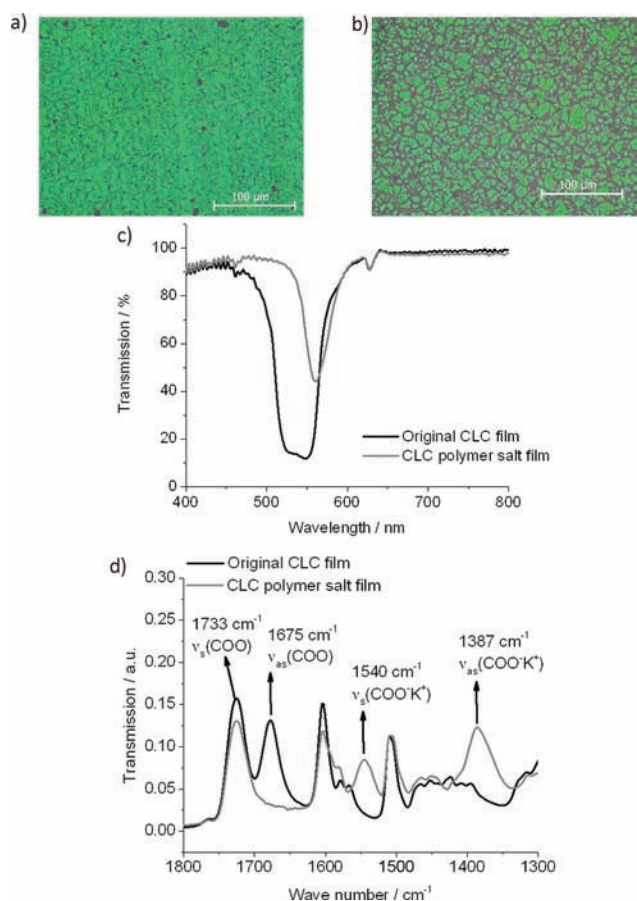 a)
100 µm
b)
100 µm
c)
Transmission / %
100
80
60
40
20
0
400 500 600 700 800
Wavelength / nm
Original CLC film
CLC polymer salt film
d)
Original CLC film
CLC polymer salt film
Transmission / a.u.
0.30
0.25
0.20
0.15
0.10
0.05
0.00
1733 cm⁻¹
νs(COO)
1675 cm⁻¹
νas(COO)
1540 cm⁻¹
νs(COO⁻K⁺)
1387 cm⁻¹
νas(COO⁻K⁺)
1800 1700 1600 1500 1400 1300
Wave number / cm⁻¹